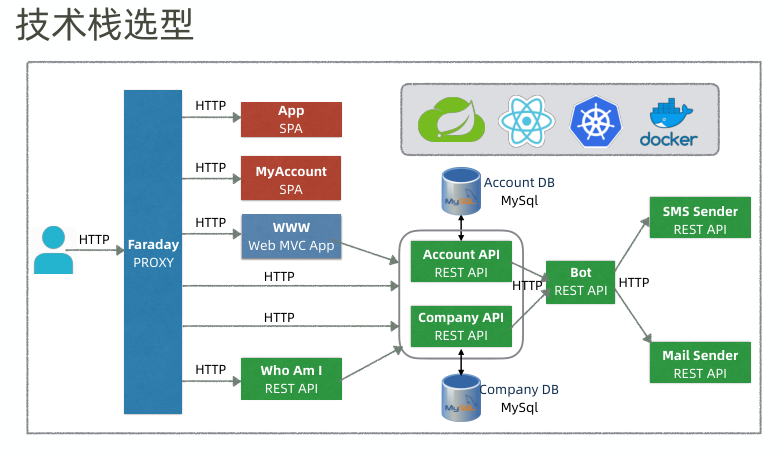 技术栈选型
HTTP
Faraday
PROXY
HTTP
App
SPA
HTTP
MyAccount
SPA
HTTP
WWW
Web MVC App
HTTP
HTTP
HTTP
Who Am I
REST API
docker
MySQL
Account DB
MySql
Account API
REST API
Company API
REST API
MySQL
Company DB
MySql
HTTP
Bot
REST API
HTTP
SMS Sender
REST API
Mail Sender
REST API